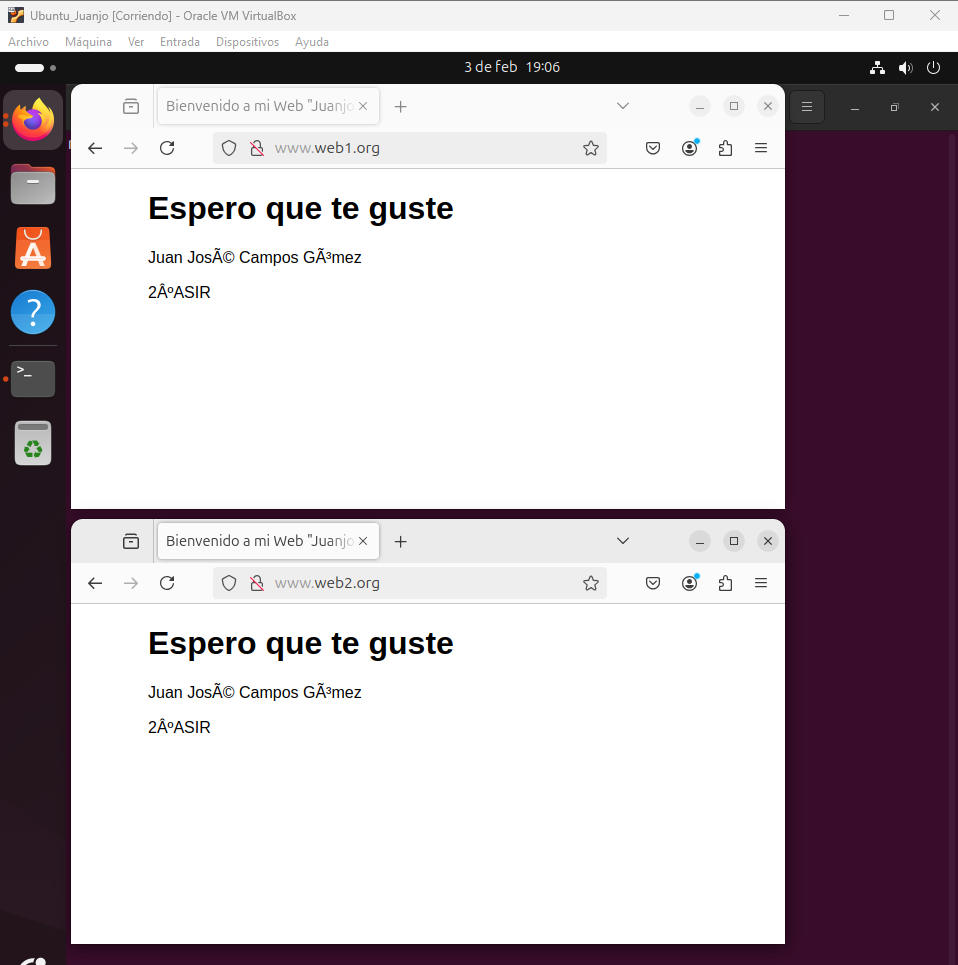 Ubuntu_Juanjo [Corriendo] - Oracle VM VirtualBox
Archivo Máquina Ver Entrada Dispositivos Ayuda
3 de feb 19:06
Bienvenido a mi Web "Juanjo
www.web1.org
Espero que te guste
Juan JosÃ© Campos GÃ³mez
2ÂºASIR
Bienvenido a mi Web "Juanjo
www.web2.org
Espero que te guste
Juan JosÃ© Campos GÃ³mez
2ÂºASIR